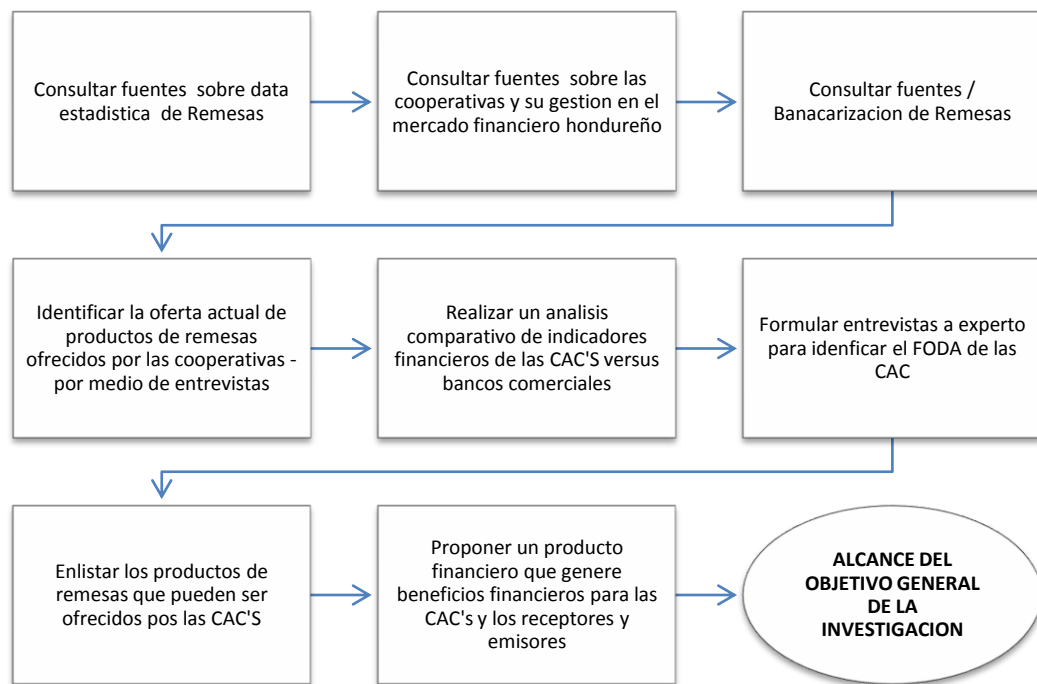 Consultar fuentes sobre data
estadistica de Remesas
Consultar fuentes sobre las
cooperativas y su gestion en el
mercado financiero hondureño
Consultar fuentes /
Banacarizacion de Remesas
Identificar la oferta actual de
productos de remesas
ofrecidos por las cooperativas -
por medio de entrevistas
Realizar un analisis
comparativo de indicadores
financieros de las CAC'S versus
bancos comerciales
Formular entrevistas a experto
para idenficar el FODA de las
CAC
Enlistar los productos de
remesas que pueden ser
ofrecidos pos las CAC'S
Proponer un producto
financiero que genere
beneficios financieros para las
CAC's y los receptores y
emisores
ALCANCE DEL
OBJETIVO GENERAL
DE LA
INVESTIGACION